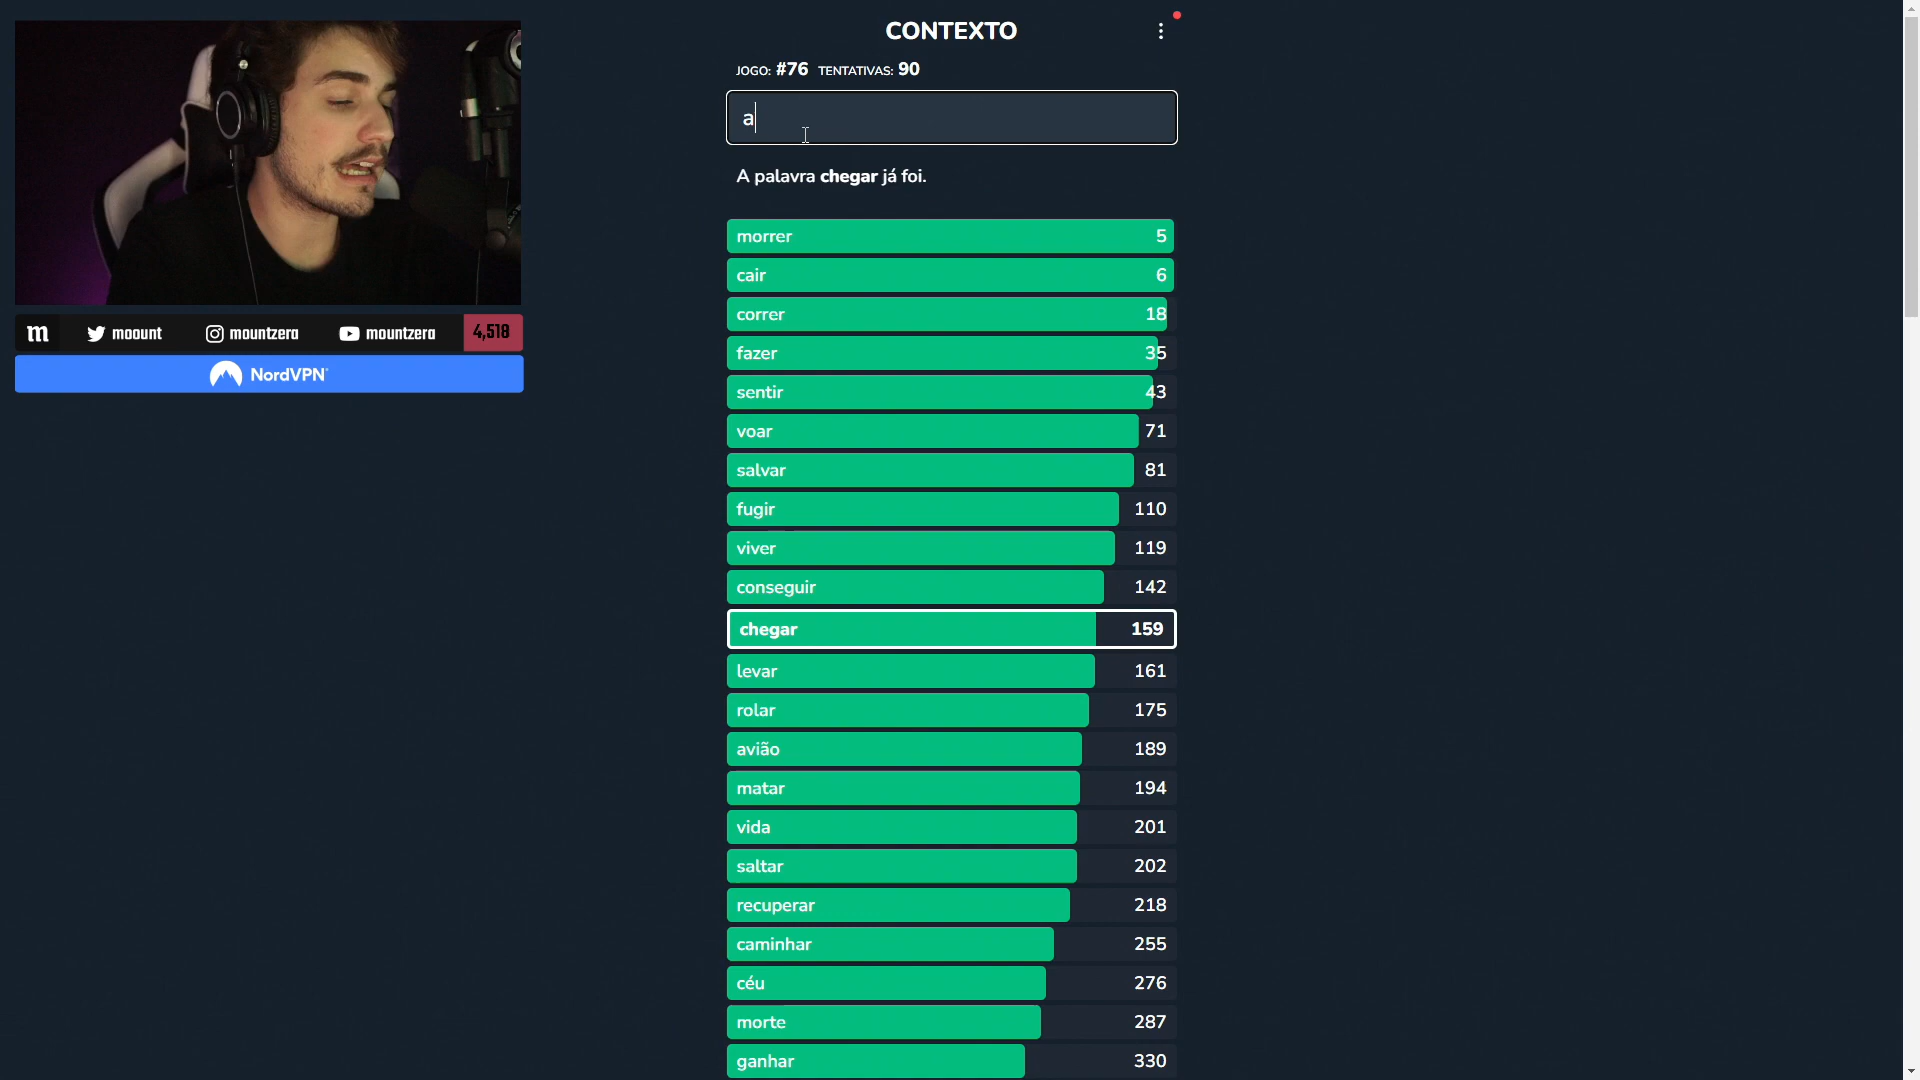 CONTEXTO
JOGO: #76 TENTATIVAS: 90
a
A palavra chegar já foi.
m moount mountzera mountzera 4,518
NordVPN
morrer 5
cair 6
correr 18
fazer 35
sentir 43
voar 71
salvar 81
fugir 110
viver 119
conseguir 142
chegar 159
levar 161
rolar 175
avião 189
matar 194
vida 201
saltar 202
recuperar 218
caminhar 255
céu 276
morte 287
ganhar 330